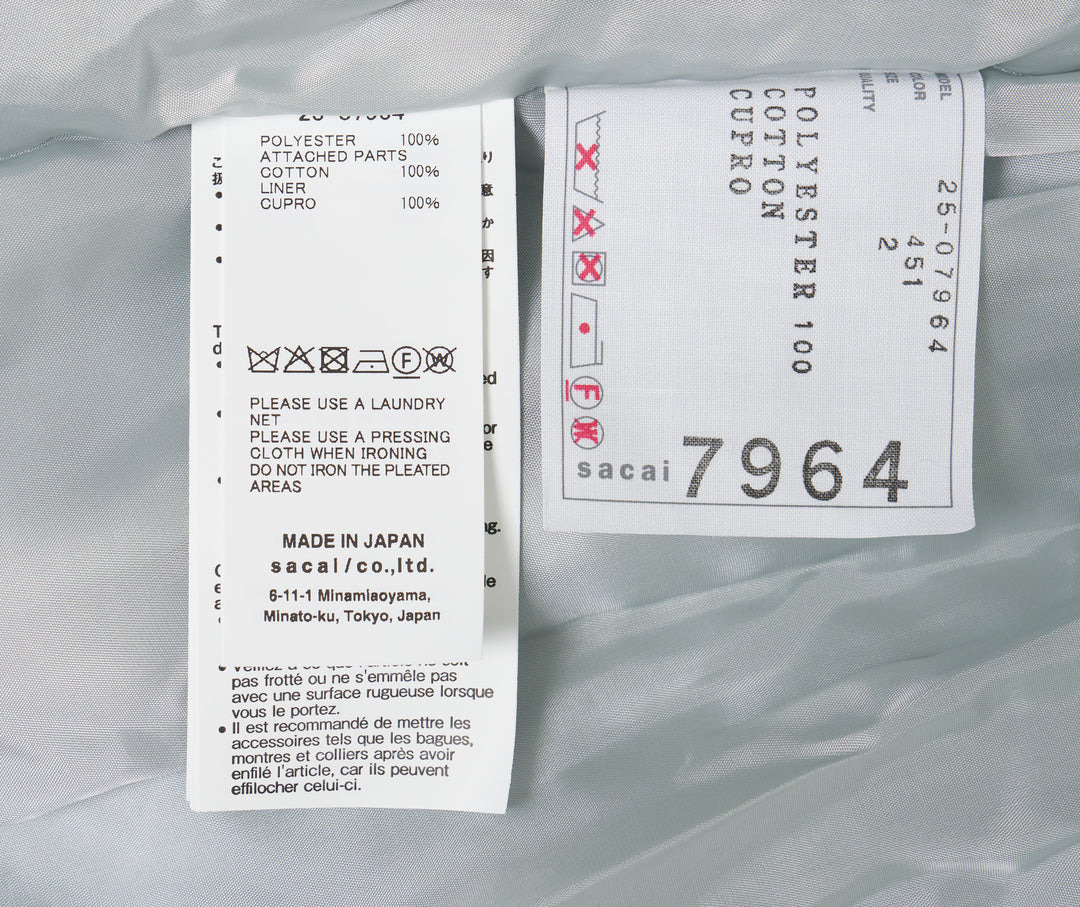 POLYESTER 100%
ATTACHED PARTS
COTTON 100%
LINER
CUPRO 100%
F
W
PLEASE USE A LAUNDRY
NET
PLEASE USE A PRESSING
CLOTH WHEN IRONING
DO NOT IRON THE PLEATED
AREAS
MADE IN JAPAN
sacai/co.,ltd.
6-11-1 Minamiaoyama,
Minato-ku, Tokyo, Japan
pas frotté ou ne s'emmêle pas
avec une surface rugueuse lorsque
vous le portez.
• Il est recommandé de mettre les
accessoires tels que les bagues,
montres et colliers après avoir
enfilé l'article, car ils peuvent
effilocher celui-ci.
25-07964
451
2
POLYESTER 100
COTTON
CUPRO
F
W
sacai 7964